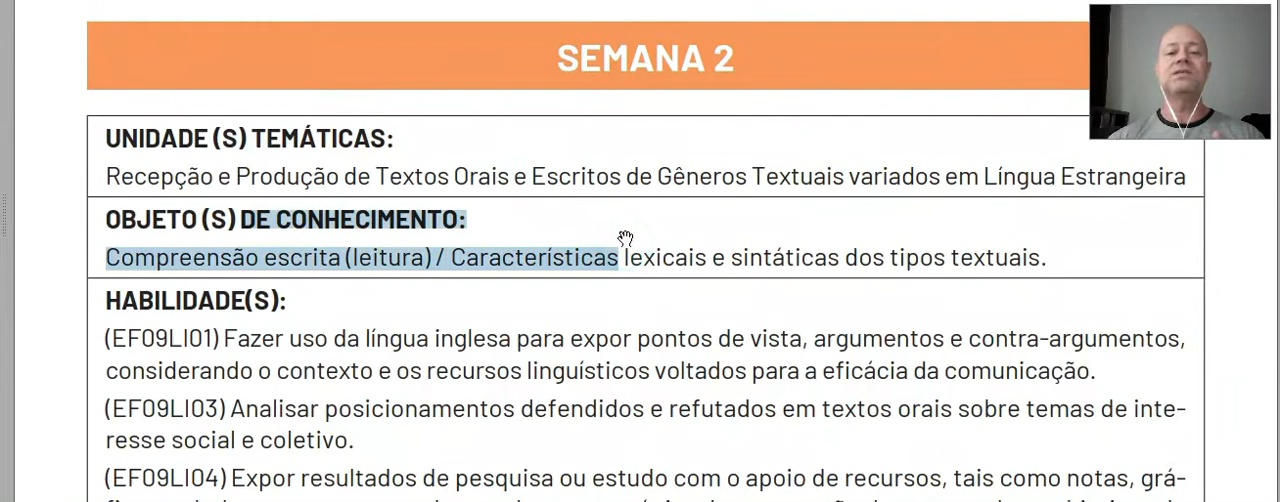 SEMANA 2
UNIDADE (S) TEMÁTICAS:
Recepção e Produção de Textos Orais e Escritos de Gêneros Textuais variados em Língua Estrangeira
OBJETO (S) DE CONHECIMENTO:
Compreensão escrita (leitura) / Características lexicais e sintáticas dos tipos textuais.
HABILIDADE(S):
(EF09LI01) Fazer uso da língua inglesa para expor pontos de vista, argumentos e contra-argumentos,
considerando o contexto e os recursos linguísticos voltados para a eficácia da comunicação.
(EF09LI03) Analisar posicionamentos defendidos e refutados em textos orais sobre temas de inte-
resse social e coletivo.
(EF09LI04) Expor resultados de pesquisa ou estudo com o apoio de recursos, tais como notas, grá-